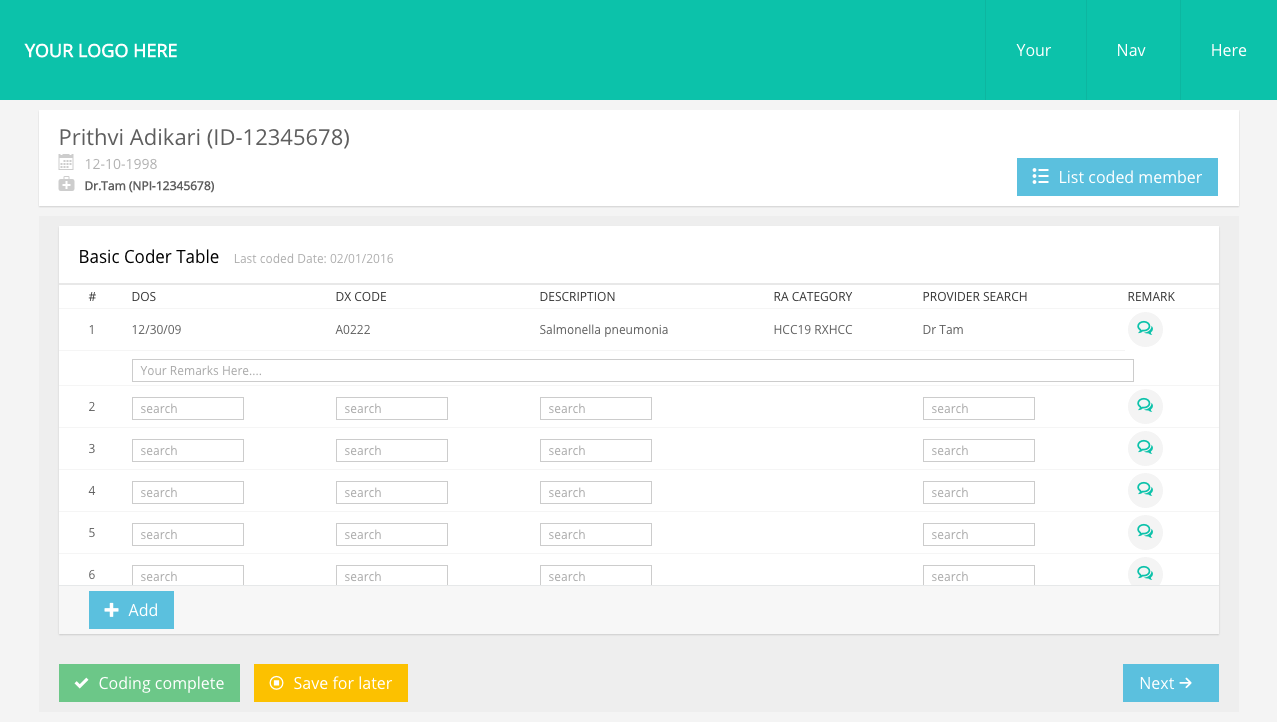 YOUR LOGO HERE Your Nav Here
Prithvi Adikari (ID-12345678)
12-10-1998
Dr.Tam (NPI-12345678)
List coded member
Basic Coder Table Last coded Date: 02/01/2016
# DOS DX CODE DESCRIPTION RA CATEGORY PROVIDER SEARCH REMARK
1 12/30/09 A0222 Salmonella pneumonia HCC19 RXHCC Dr Tam
Your Remarks Here....
2 search search search search
3 search search search search
4 search search search search
5 search search search search
6 search search search search
Add
Coding complete Save for later Next